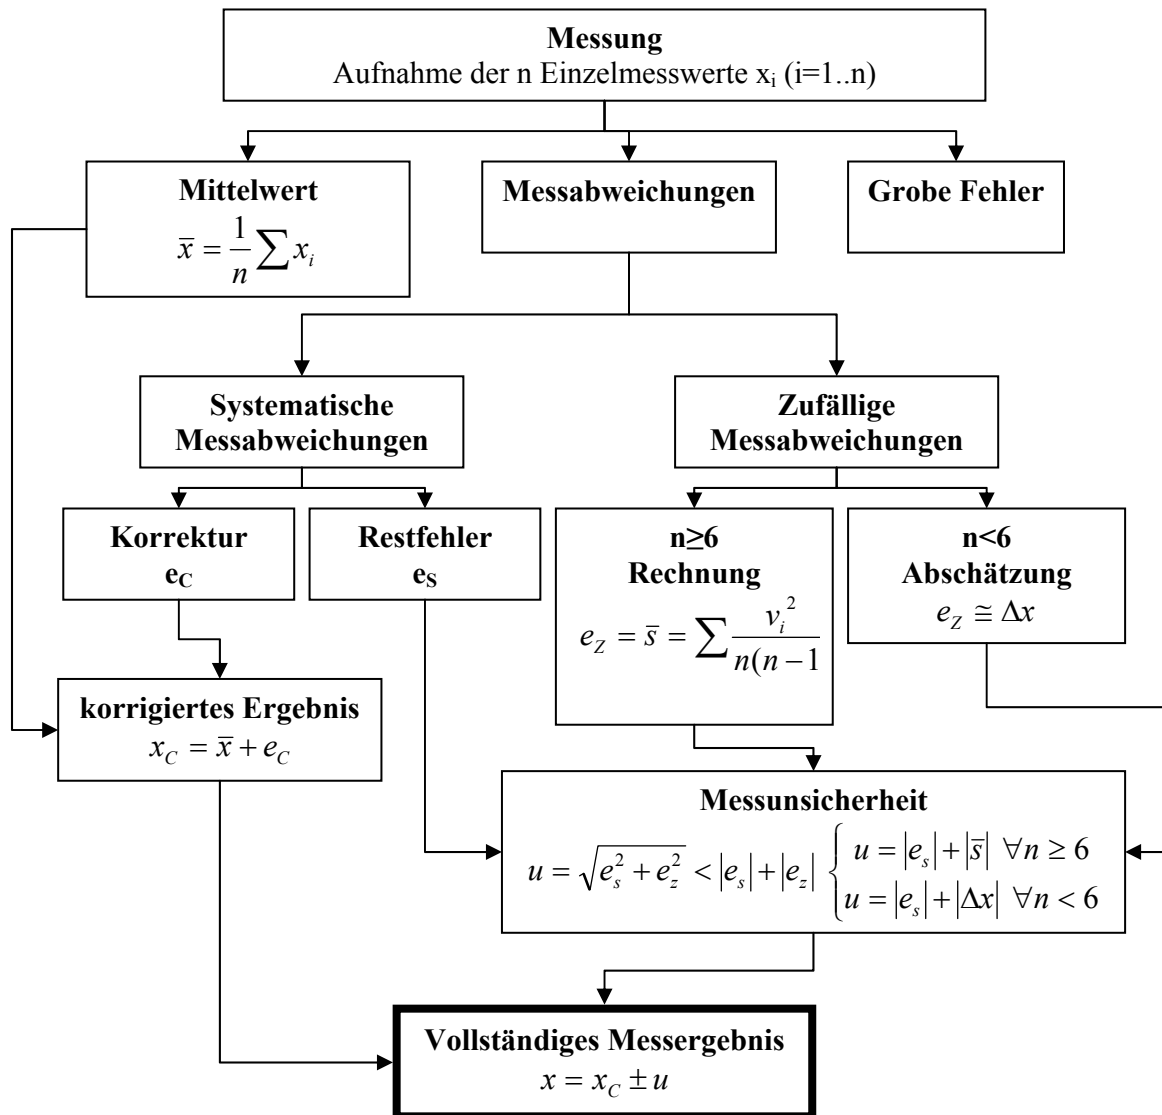 Messung
Aufnahme der n Einzelmesswerte xᵢ (i=1..n)
Mittelwert
x̅ = 1/n ∑ xᵢ
Messabweichungen
Grobe Fehler
Systematische
Messabweichungen
Zufällige
Messabweichungen
Korrektur
e_C
Restfehler
e_S
n≥6
Rechnung
e_Z = s̅ = ∑ vᵢ² / n(n−1
n<6
Abschätzung
e_Z ≅ Δx
korrigiertes Ergebnis
x_C = x̅ + e_C
Messunsicherheit
u = √(e_s² + e_z²) < |e_s| + |e_z| { u = |e_s| + |s̅| ∀n ≥ 6
u = |e_s| + |Δx| ∀n < 6
Vollständiges Messergebnis
x = x_C ± u